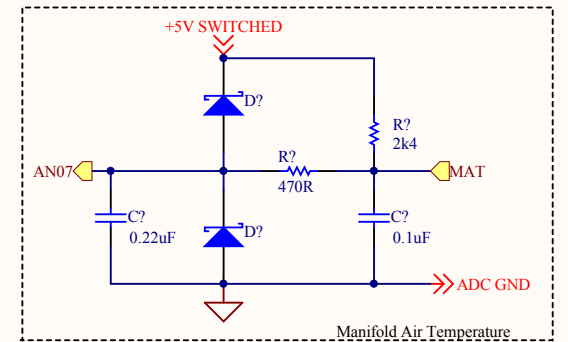 +5V SWITCHED
D?
R?
2k4
AN07
R?
470R
MAT
C?
0.22uF
D?
C?
0.1uF
ADC GND
Manifold Air Temperature